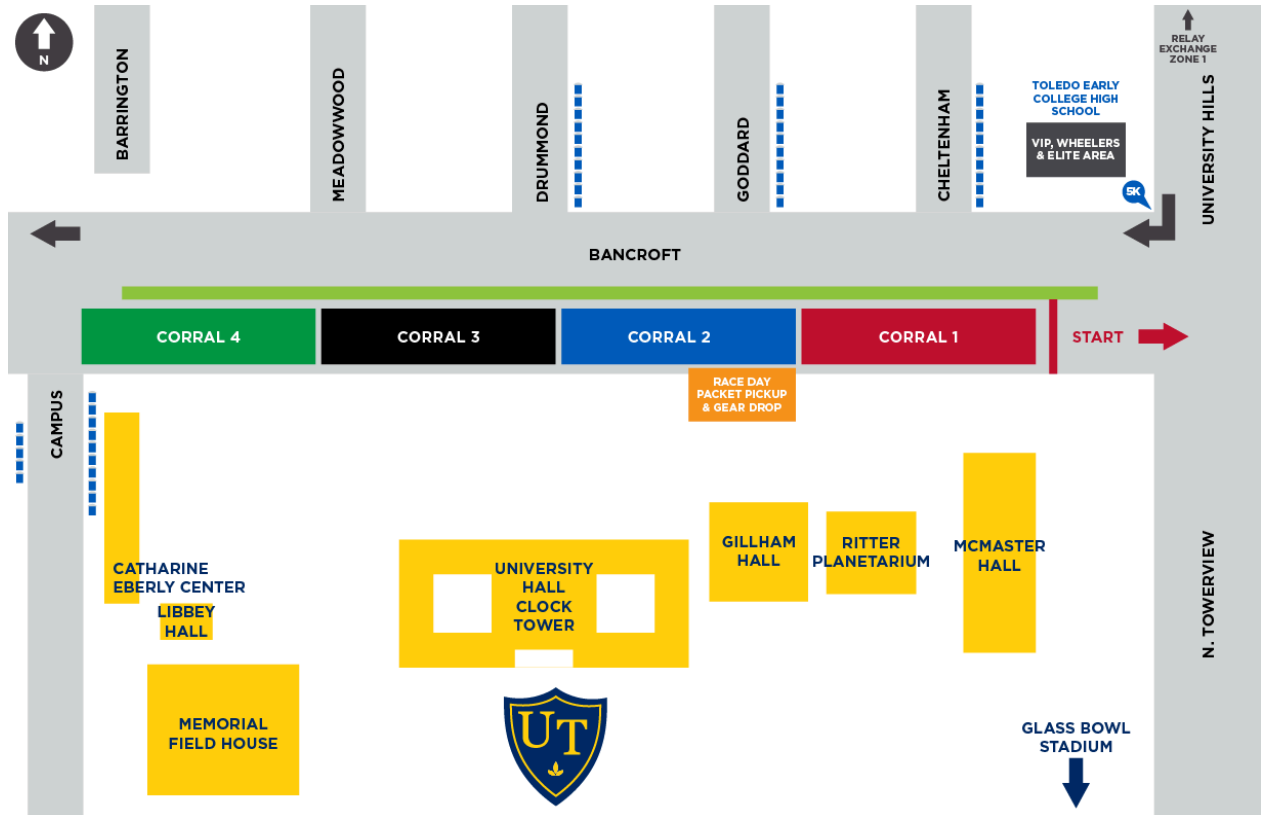 N
BARRINGTON
MEADOWWOOD
DRUMMOND
GODDARD
CHELTENHAM
TOLEDO EARLY
COLLEGE HIGH
SCHOOL
VIP, WHEELERS
& ELITE AREA
5K
RELAY
EXCHANGE
ZONE 1
UNIVERSITY HILLS
BANCROFT
CORRAL 4
CORRAL 3
CORRAL 2
CORRAL 1
START
RACE DAY
PACKET PICKUP
& GEAR DROP
CAMPUS
CATHARINE
EBERLY CENTER
LIBBEY
HALL
MEMORIAL
FIELD HOUSE
UNIVERSITY
HALL
CLOCK
TOWER
UT
GILLHAM
HALL
RITTER
PLANETARIUM
MCMASTER
HALL
N. TOWERVIEW
GLASS BOWL
STADIUM